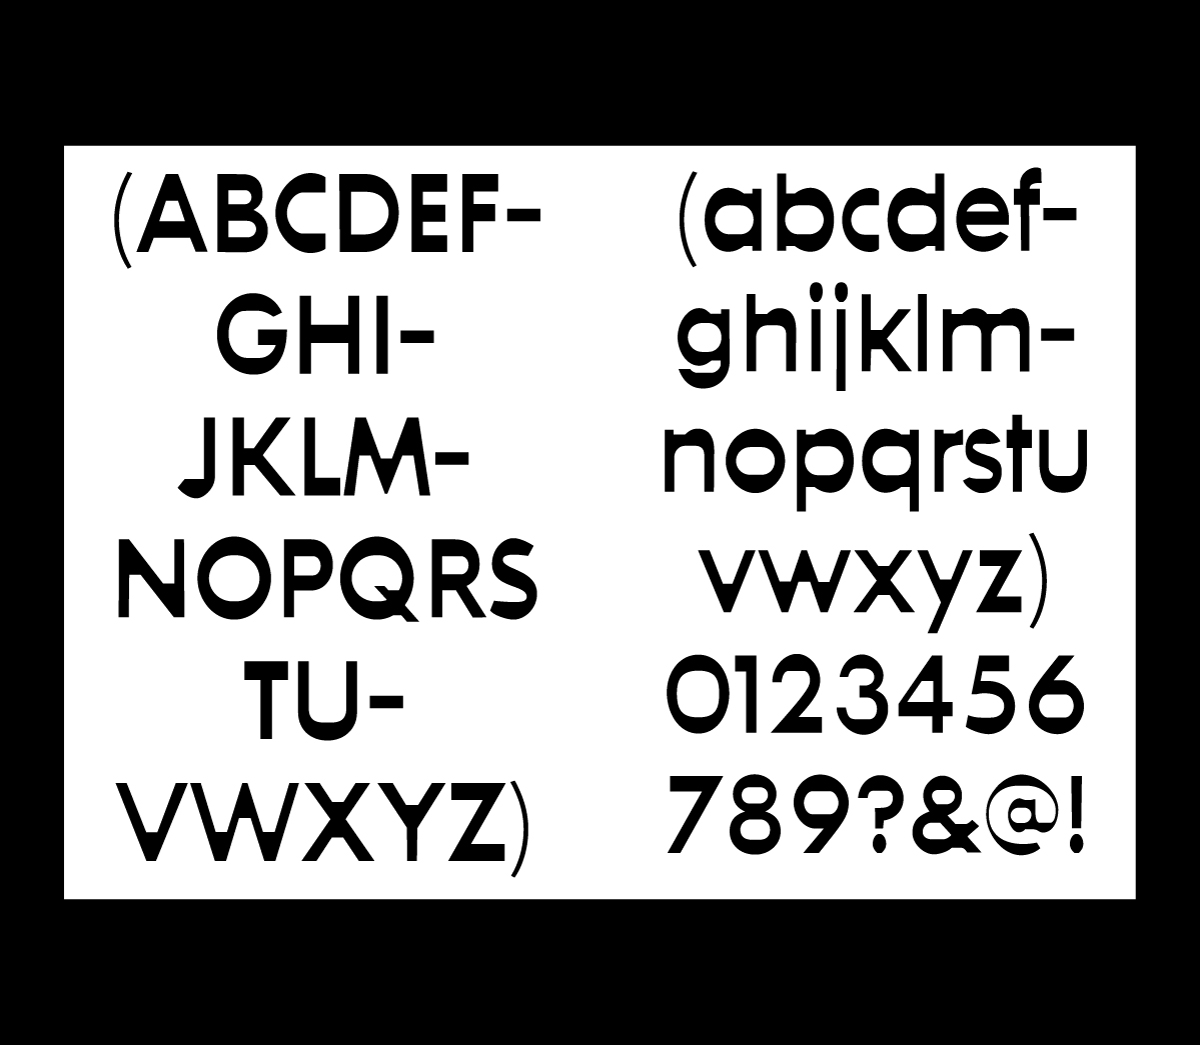 (ABCDEF-
GHI-
JKLM-
NOPQRS
TU-
VWXYZ)
(abcdef-
ghijklm-
nopqrstu
vwxyz)
0123456
789?&@!